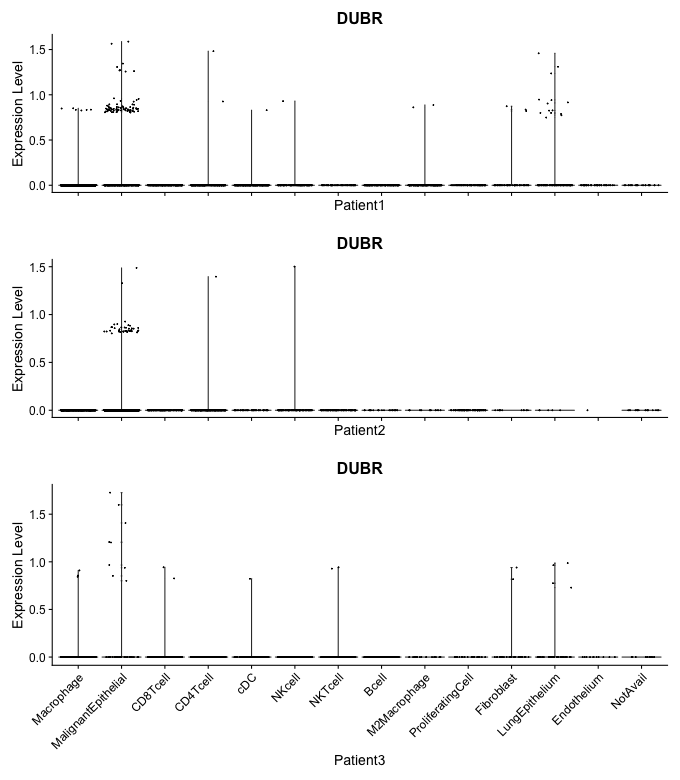 DUBR
Expression Level
1.5
1.0
0.5
0.0
Patient1
DUBR
Expression Level
1.5
1.0
0.5
0.0
Patient2
DUBR
Expression Level
1.5
1.0
0.5
0.0
Macrophage
MalignantEpithelial
CD8Tcell
CD4Tcell
cDC
NKcell
NKTcell
Bcell
M2Macrophage
ProliferatingCell
Fibroblast
LungEpithelium
Endothelium
NotAvail
Patient3